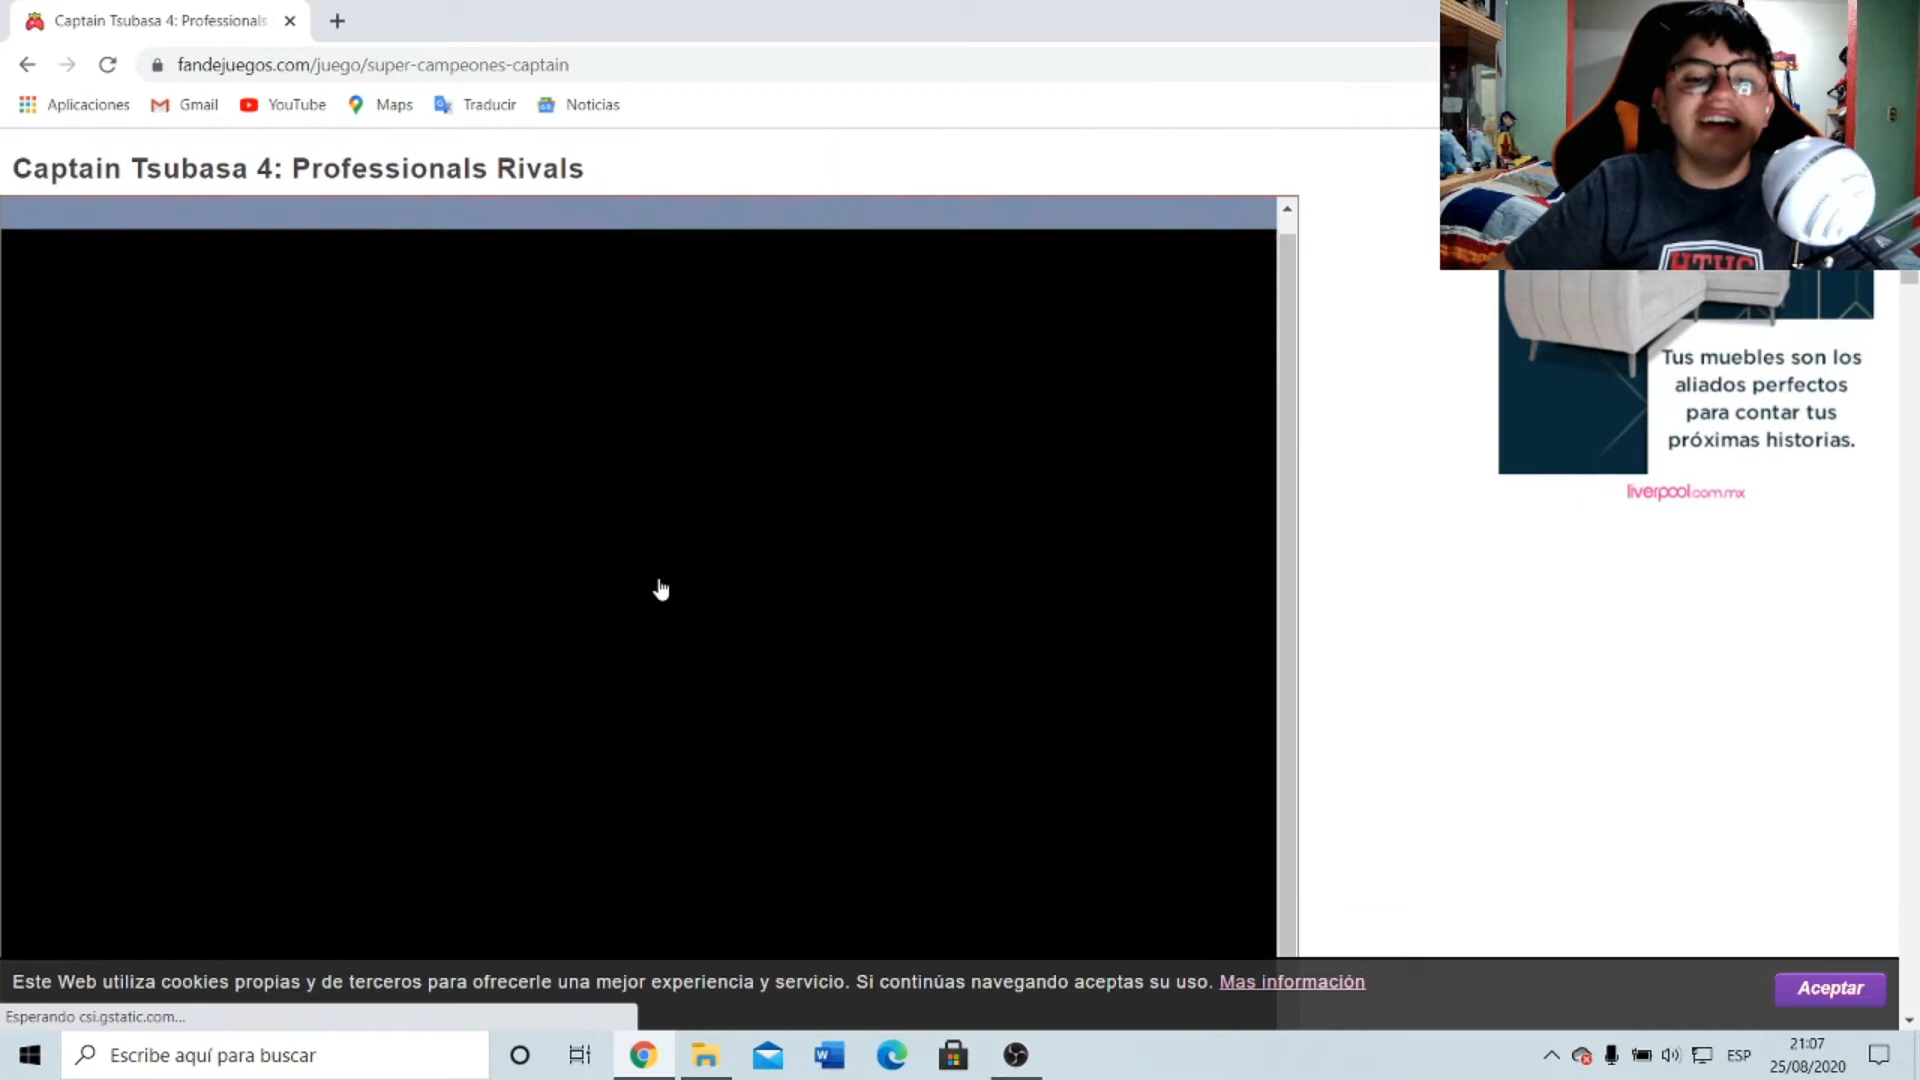 Captain Tsubasa 4: Professionals
fandejuegos.com/juego/super-campeones-captain
Aplicaciones
Gmail
YouTube
Maps
Traducir
Noticias
Captain Tsubasa 4: Professionals Rivals
HTHC
Tus muebles son los
aliados perfectos
para contar tus
próximas historias.
liverpool.com.mx
Este Web utiliza cookies propias y de terceros para ofrecerle una mejor experiencia y servicio. Si continúas navegando aceptas su uso. Mas información
Aceptar
Esperando csi.gstatic.com...
Escribe aquí para buscar
ESP
21:07
25/08/2020